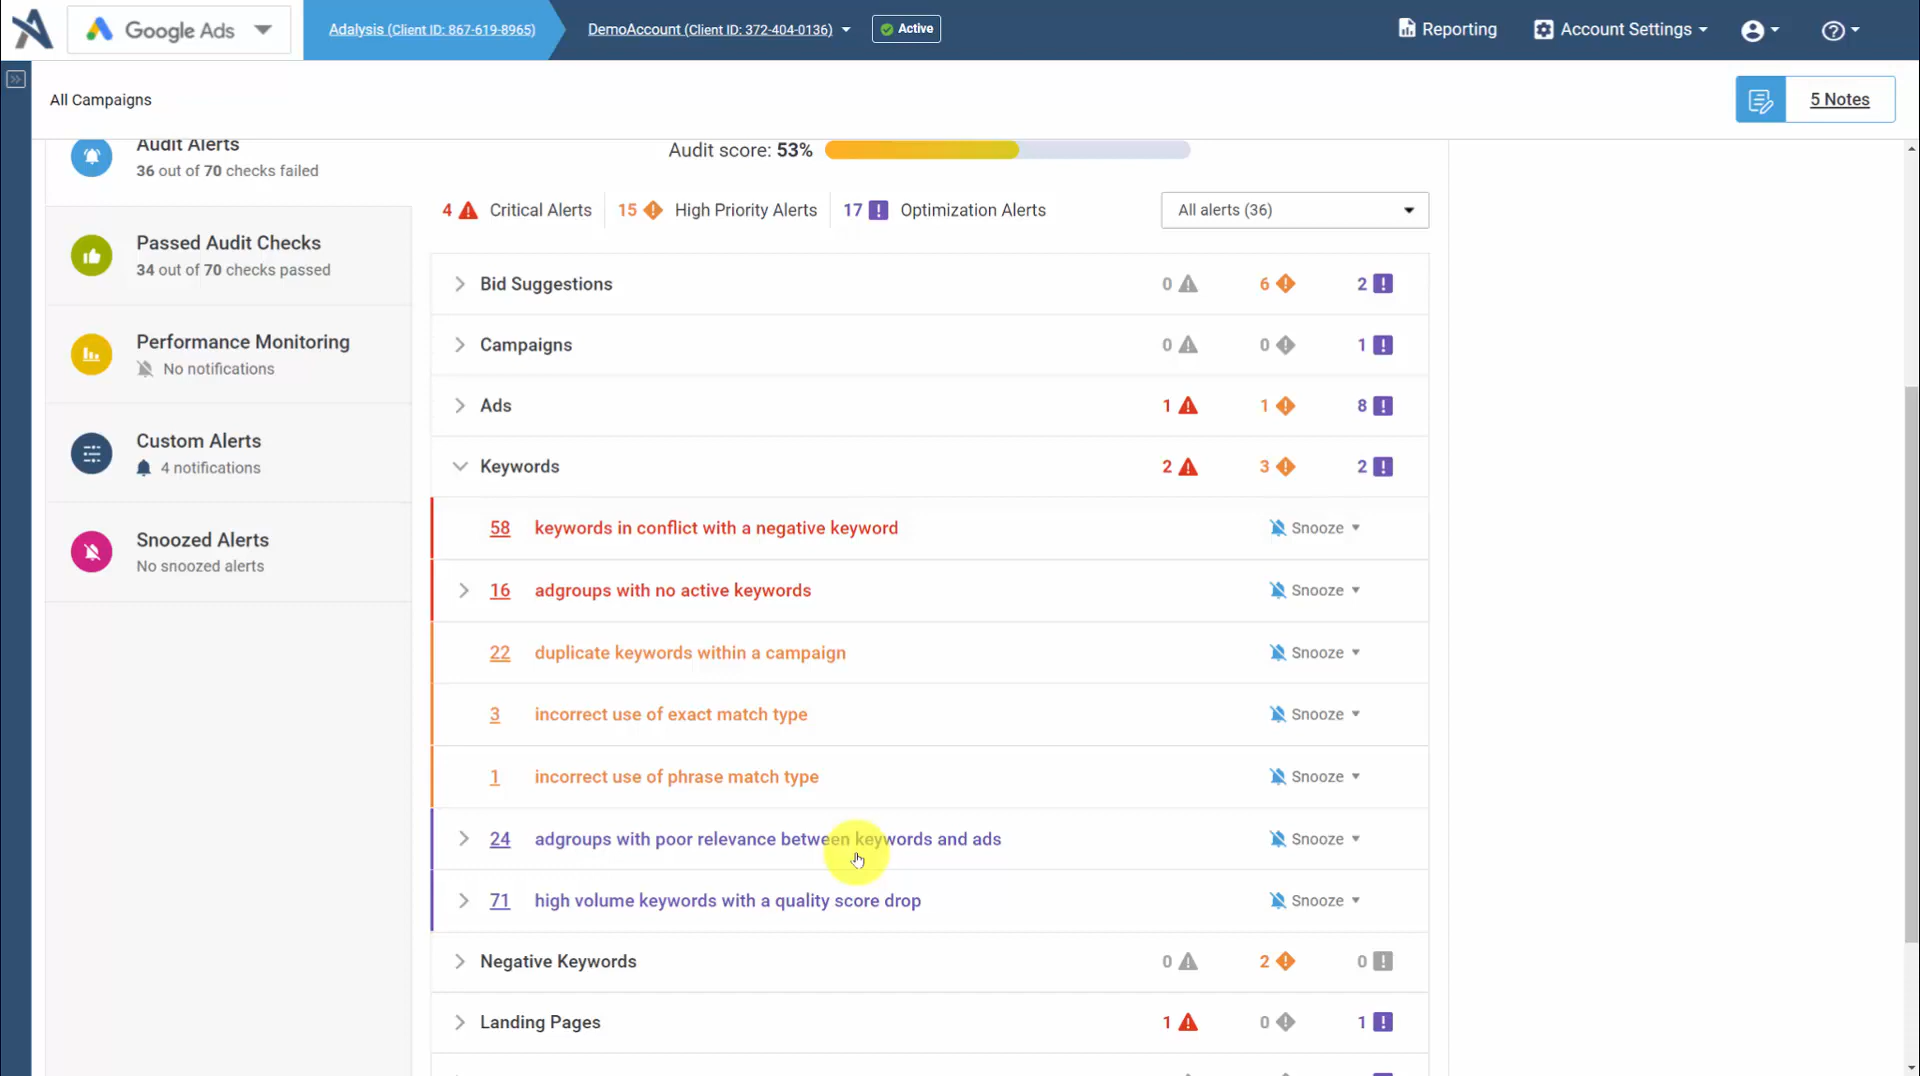 Google Ads
Adalysis (Client ID: 867-619-8965)
DemoAccount (Client ID: 372-404-0136)
Active
Reporting
Account Settings
All Campaigns
5 Notes
Audit Alerts
36 out of 70 checks failed
Passed Audit Checks
34 out of 70 checks passed
Performance Monitoring
No notifications
Custom Alerts
4 notifications
Snoozed Alerts
No snoozed alerts
Audit score: 53%
4 Critical Alerts 15 High Priority Alerts 17 Optimization Alerts
All alerts (36)
Bid Suggestions 0 6 2
Campaigns 0 0 1
Ads 1 1 8
Keywords 2 3 2
58 keywords in conflict with a negative keyword Snooze
16 adgroups with no active keywords Snooze
22 duplicate keywords within a campaign Snooze
3 incorrect use of exact match type Snooze
1 incorrect use of phrase match type Snooze
24 adgroups with poor relevance between keywords and ads Snooze
71 high volume keywords with a quality score drop Snooze
Negative Keywords 0 2 0
Landing Pages 1 0 1